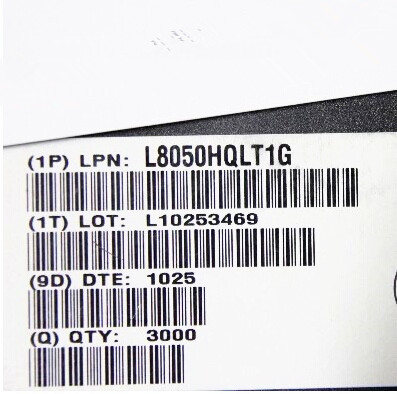 (1P) LPN: L8050HQLT1G
(1T) LOT: L10253469
(9D) DTE: 1025
(Q) QTY: 3000